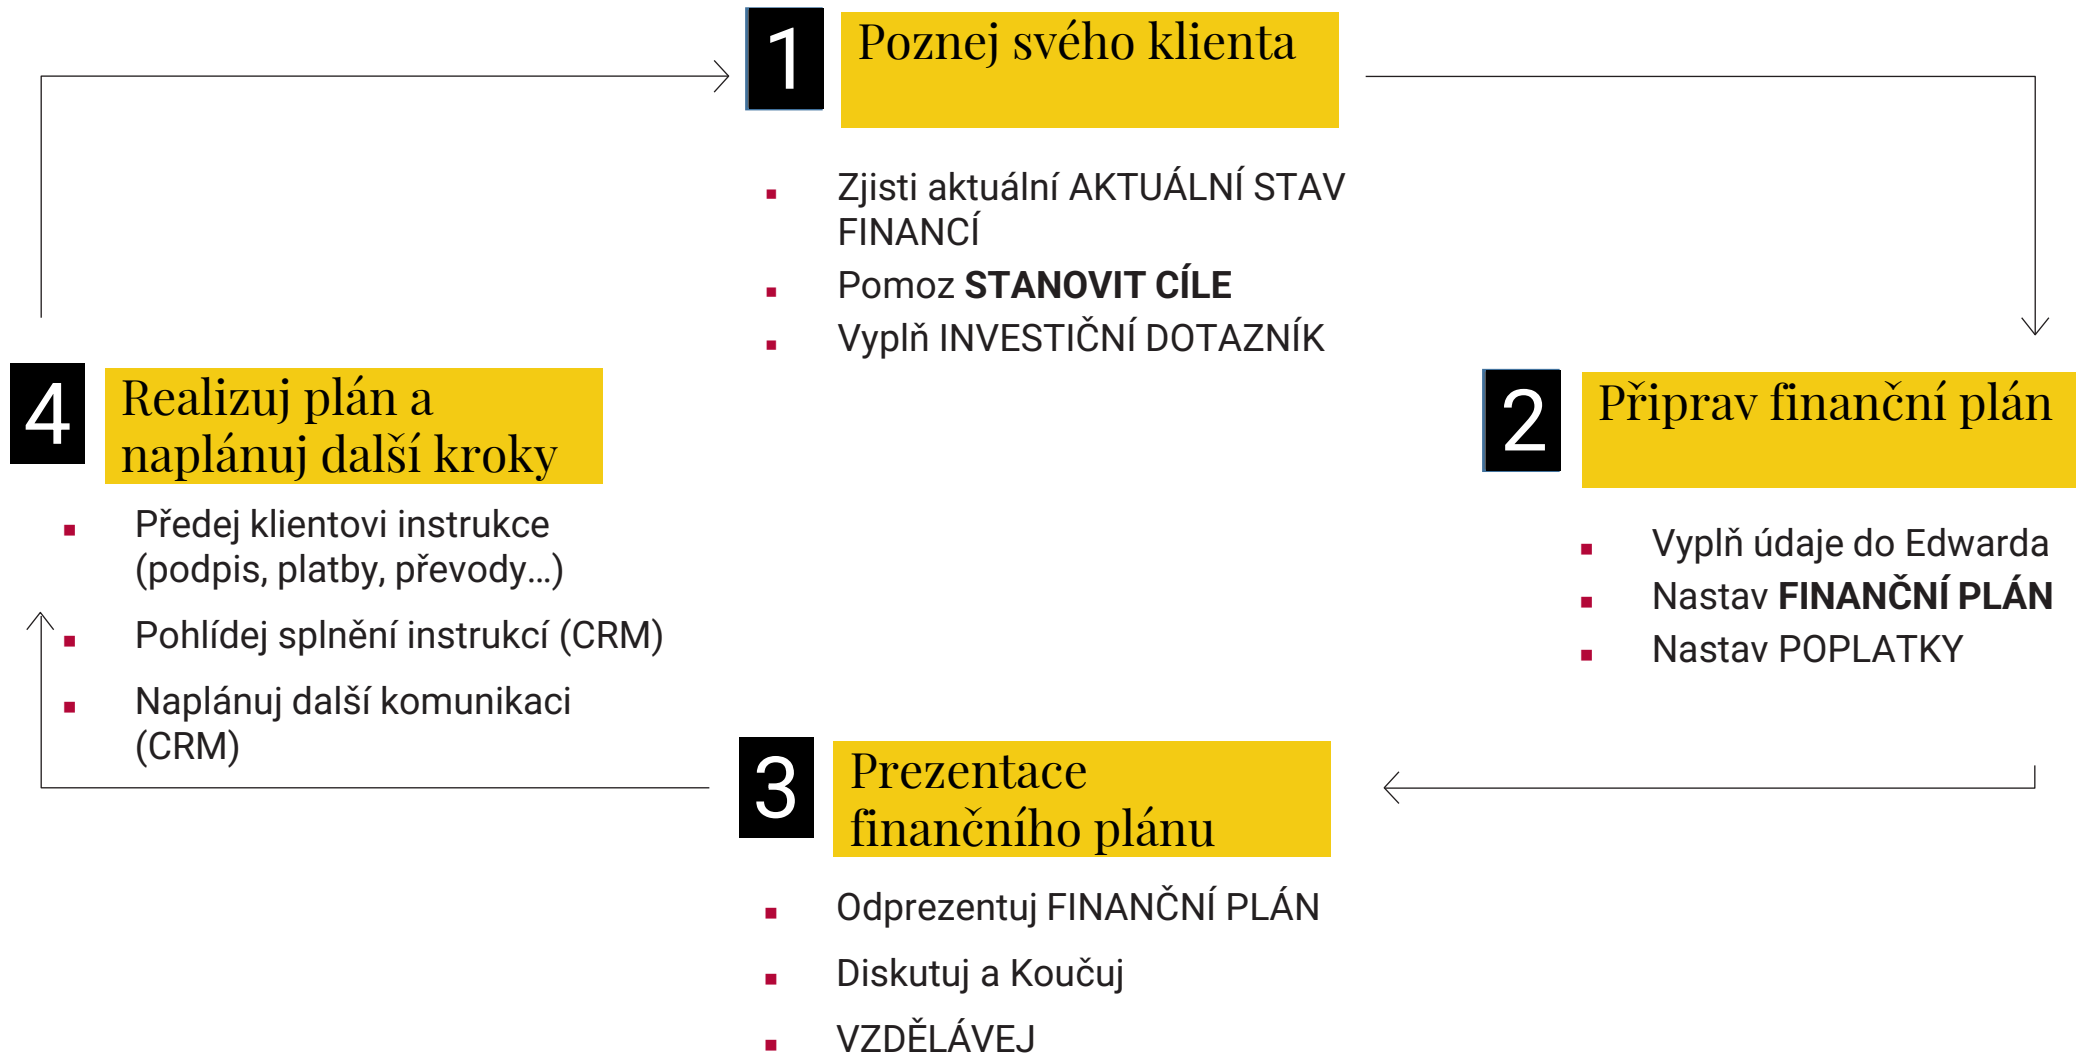 1
Poznej svého klienta
Zjisti aktuální AKTUÁLNÍ STAV
FINANCÍ
Pomoz STANOVIT CÍLE
Vyplň INVESTIČNÍ DOTAZNÍK
2
Připrav finanční plán
Vyplň údaje do Edwarda
Nastav FINANČNÍ PLÁN
Nastav POPLATKY
3
Prezentace
finančního plánu
Odprezentuj FINANČNÍ PLÁN
Diskutuj a Koučuj
VZDĚLÁVEJ
4
Realizuj plán a
naplánuj další kroky
Předej klientovi instrukce
(podpis, platby, převody…)
Pohlídej splnění instrukcí (CRM)
Naplánuj další komunikaci
(CRM)